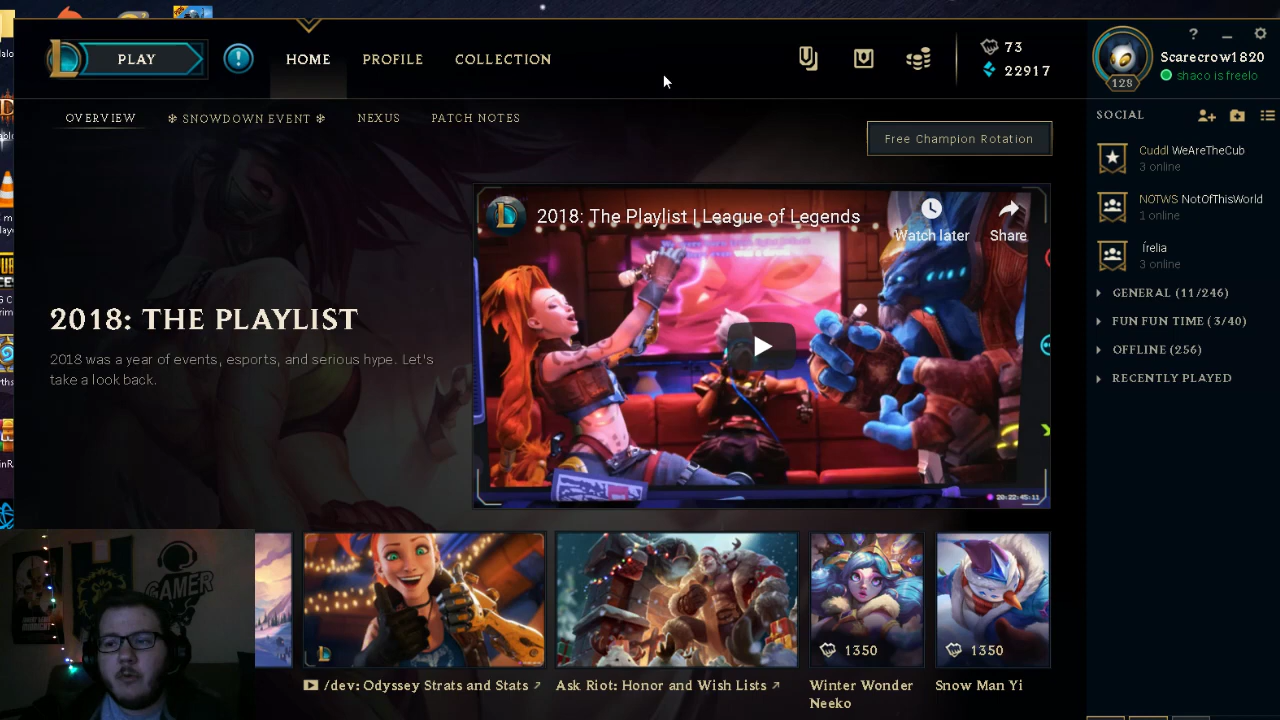 PLAY
HOME
PROFILE
COLLECTION
73
22917
128
?
Scarecrow1820
shaco is freelo
OVERVIEW
SNOWDOWN EVENT
NEXUS
PATCH NOTES
Free Champion Rotation
SOCIAL
Cuddl WeAreTheCub
3 online
NOTWS NotOfThisWorld
1 online
Írelia
3 online
GENERAL (11/246)
FUN FUN TIME (3/40)
OFFLINE (256)
RECENTLY PLAYED
2018: The Playlist | League of Legends
Watch later
Share
2018: THE PLAYLIST
2018 was a year of events, esports, and serious hype. Let's
take a look back.
20:22:45:11
GAMER
1350
1350
/dev: Odyssey Strats and Stats
Ask Riot: Honor and Wish Lists
Winter Wonder
Neeko
Snow Man Yi